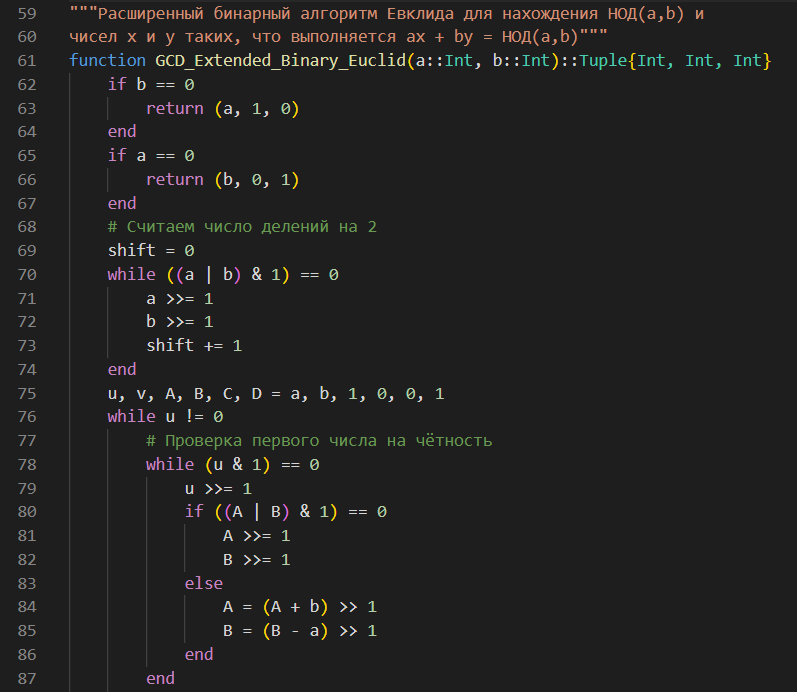 59 """Расширенный бинарный алгоритм Евклида для нахождения НОД(a,b) и
60 чисел x и y таких, что выполняется ax + by = НОД(a,b)"""
61 function GCD_Extended_Binary_Euclid(a::Int, b::Int)::Tuple{Int, Int, Int}
62     if b == 0
63         return (a, 1, 0)
64     end
65     if a == 0
66         return (b, 0, 1)
67     end
68     # Считаем число делений на 2
69     shift = 0
70     while ((a | b) & 1) == 0
71         a >>= 1
72         b >>= 1
73         shift += 1
74     end
75     u, v, A, B, C, D = a, b, 1, 0, 0, 1
76     while u != 0
77         # Проверка первого числа на чётность
78         while (u & 1) == 0
79             u >>= 1
80             if ((A | B) & 1) == 0
81                 A >>= 1
82                 B >>= 1
83             else
84                 A = (A + b) >> 1
85                 B = (B - a) >> 1
86             end
87         end